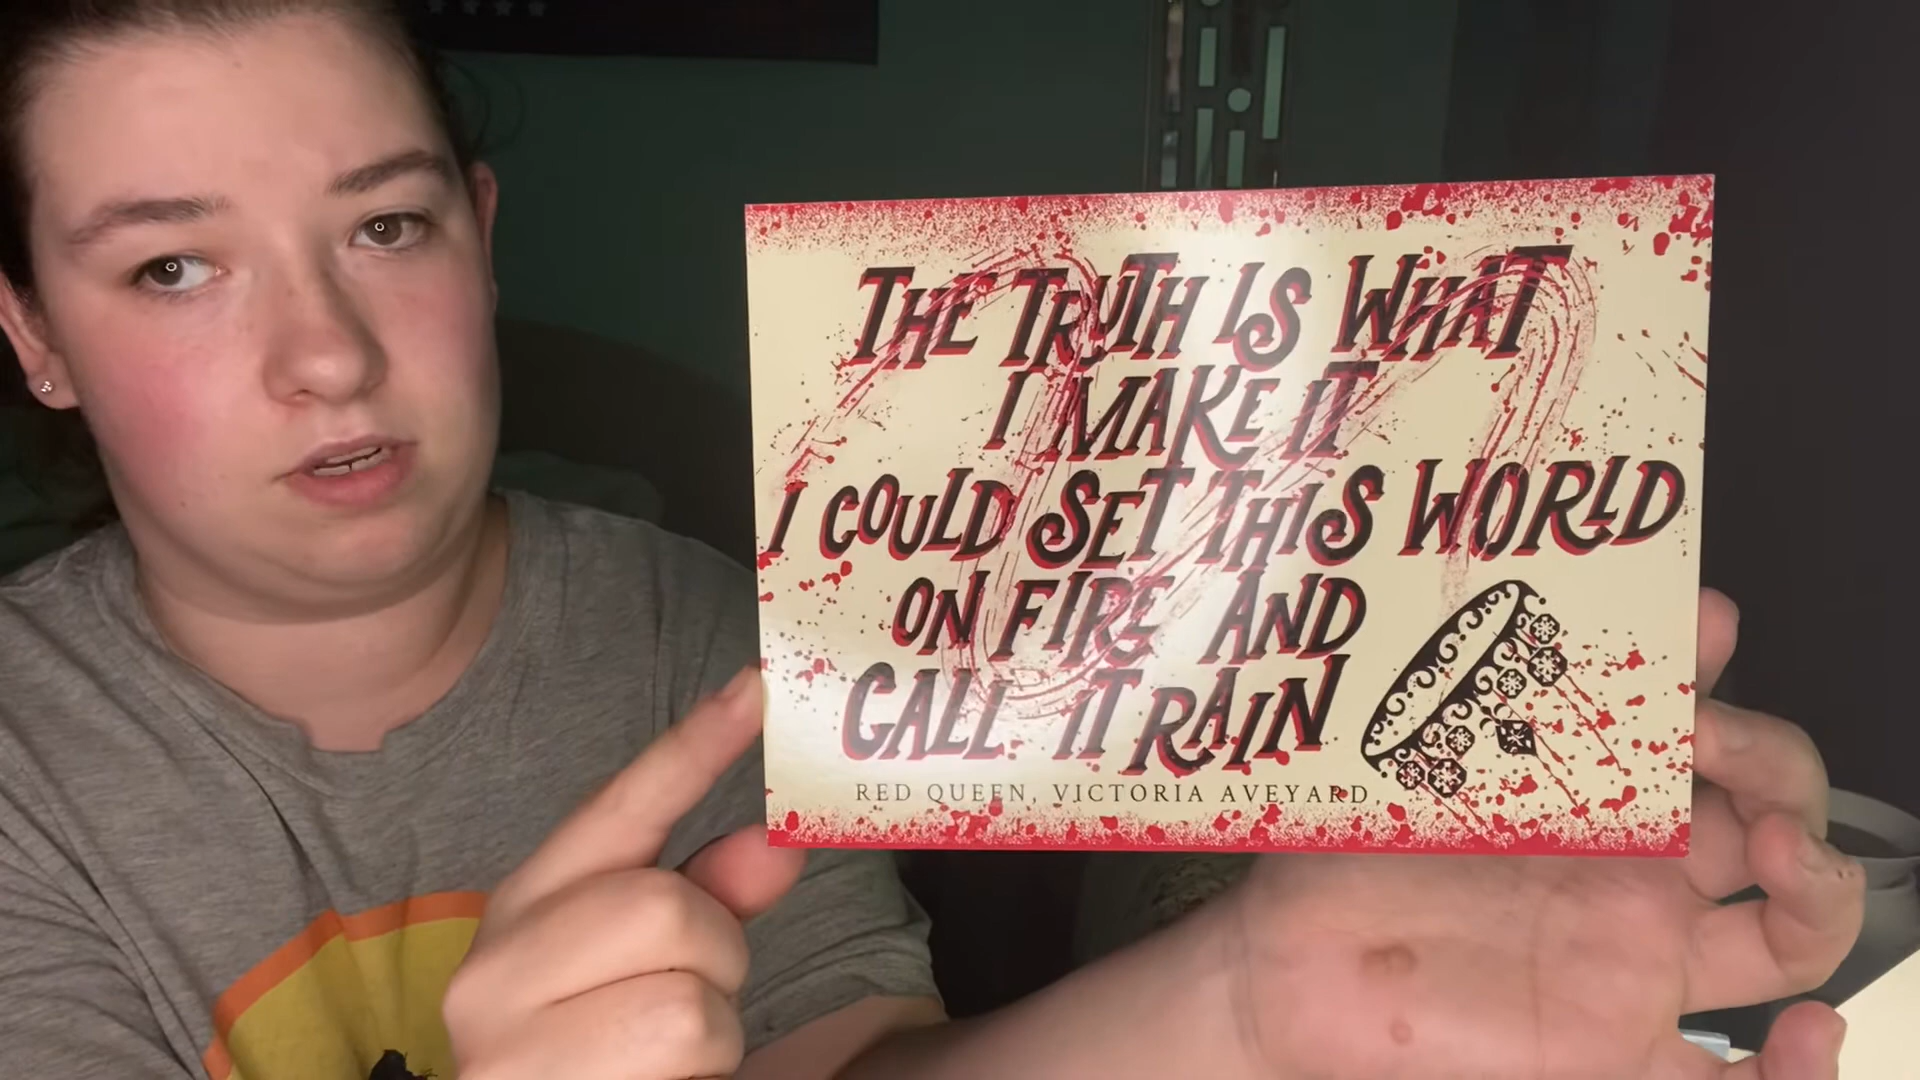 THE TRUTH IS WHAT
I MAKE IT
I COULD SET THIS WORLD
ON FIRE AND
CALL IT RAIN
RED QUEEN, VICTORIA AVEYARD